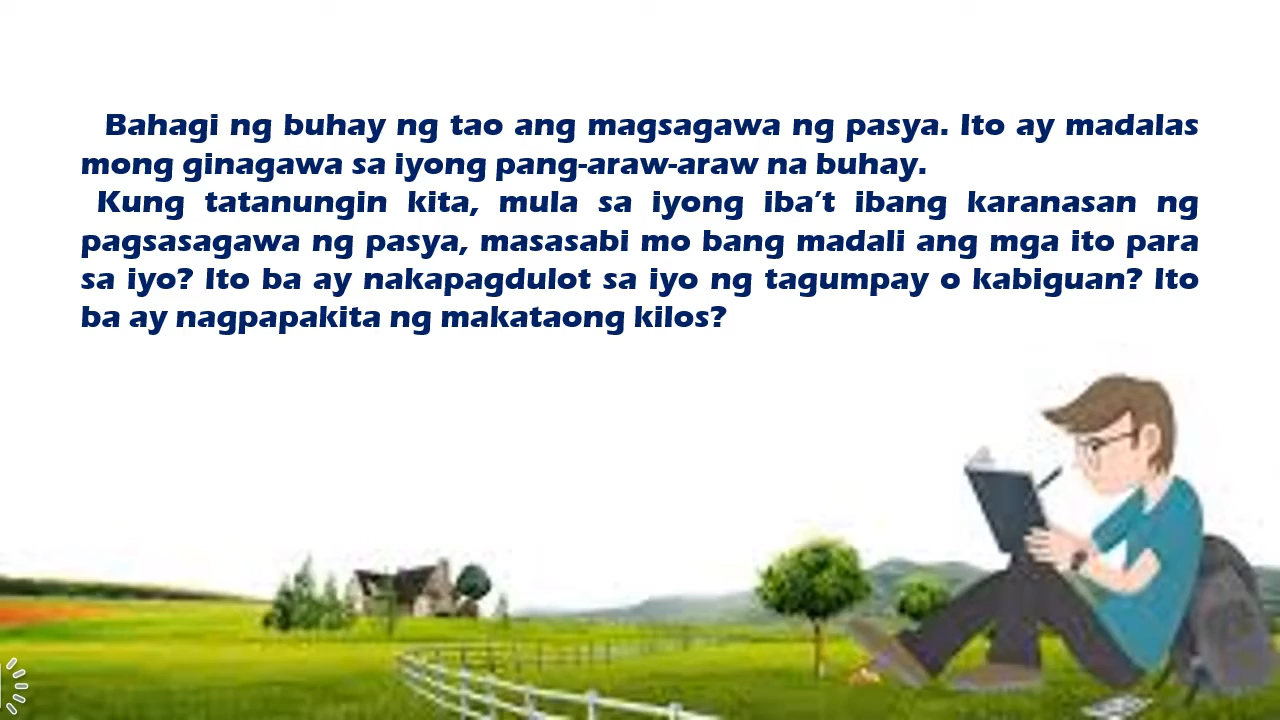 Bahagi ng buhay ng tao ang magsagawa ng pasya. Ito ay madalas
mong ginagawa sa iyong pang-araw-araw na buhay.
Kung tatanungin kita, mula sa iyong iba't ibang karanasan ng
pagsasagawa ng pasya, masasabi mo bang madali ang mga ito para
sa iyo? Ito ba ay nakapagdulot sa iyo ng tagumpay o kabiguan? Ito
ba ay nagpapakita ng makataong kilos?